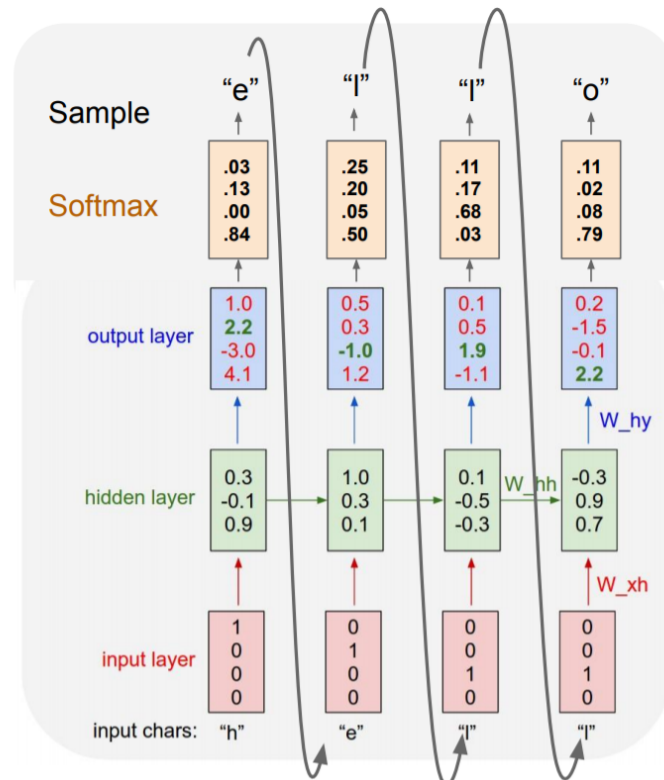 “e” “l” “l” “o”
Sample
.03 .25 .11 .11
.13 .20 .17 .02
Softmax
.00 .05 .68 .08
.84 .50 .03 .79
1.0 0.5 0.1 0.2
2.2 0.3 0.5 -1.5
output layer
-3.0 -1.0 1.9 -0.1
4.1 1.2 -1.1 2.2
W_hy
0.3 1.0 0.1 -0.3
W_hh
hidden layer -0.1 0.3 -0.5 0.9
0.9 0.1 -0.3 0.7
W_xh
1 0 0 0
0 1 0 0
input layer
0 0 1 1
0 0 0 0
input chars: “h” “e” “l” “l”